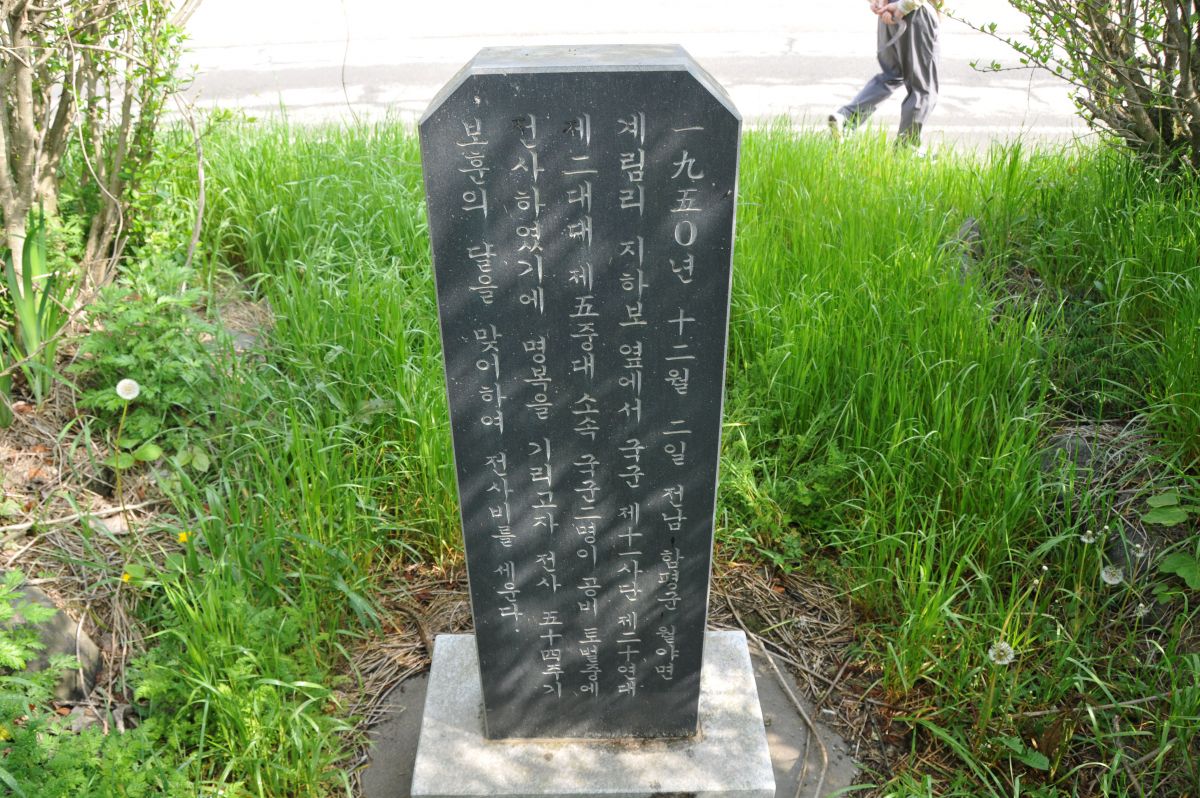 一九五○년 十二월 二일 전남 함평군 월야면
계림리 지하보 옆에서 국군 제十一사단 제二十연대
제二대대 제五중대 소속 국군二명이 공비 토벌중에
전사하였기에 명복을 기리고자 전사 五十四주기
보훈의 달을 맞이하여 전사비를 세운다.